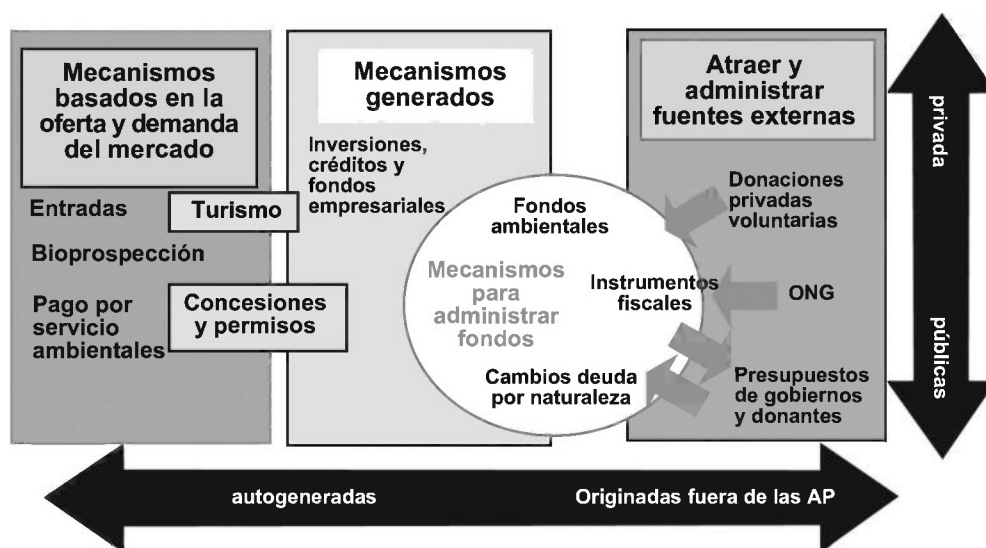 Mecanismos
basados en la
oferta y demanda
del mercado
Entradas
Turismo
Bioprospección
Pago por
servicio
ambientales
Concesiones
y permisos
Mecanismos
generados
Inversiones,
créditos y
fondos
empresariales
Fondos
ambientales
Mecanismos
para
administrar
fondos
Instrumentos
fiscales
Cambios deuda
por naturaleza
Atraer y
administrar
fuentes externas
Donaciones
privadas
voluntarias
ONG
Presupuestos
de gobiernos
y donantes
privada
públicas
autogeneradas
Originadas fuera de las AP